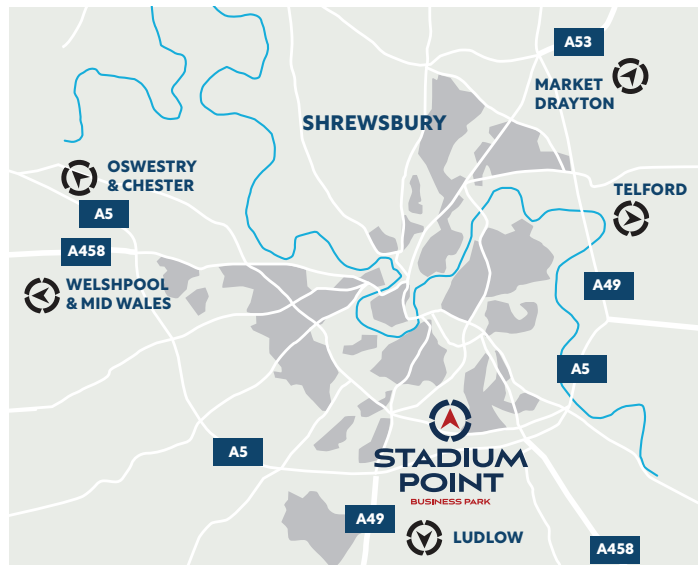 A53
MARKET
DRAYTON
SHREWSBURY
OSWESTRY
& CHESTER
TELFORD
A5
A458
WELSHPOOL
& MID WALES
A49
A5
A5
STADIUM
POINT
BUSINESS PARK
A49
LUDLOW
A458